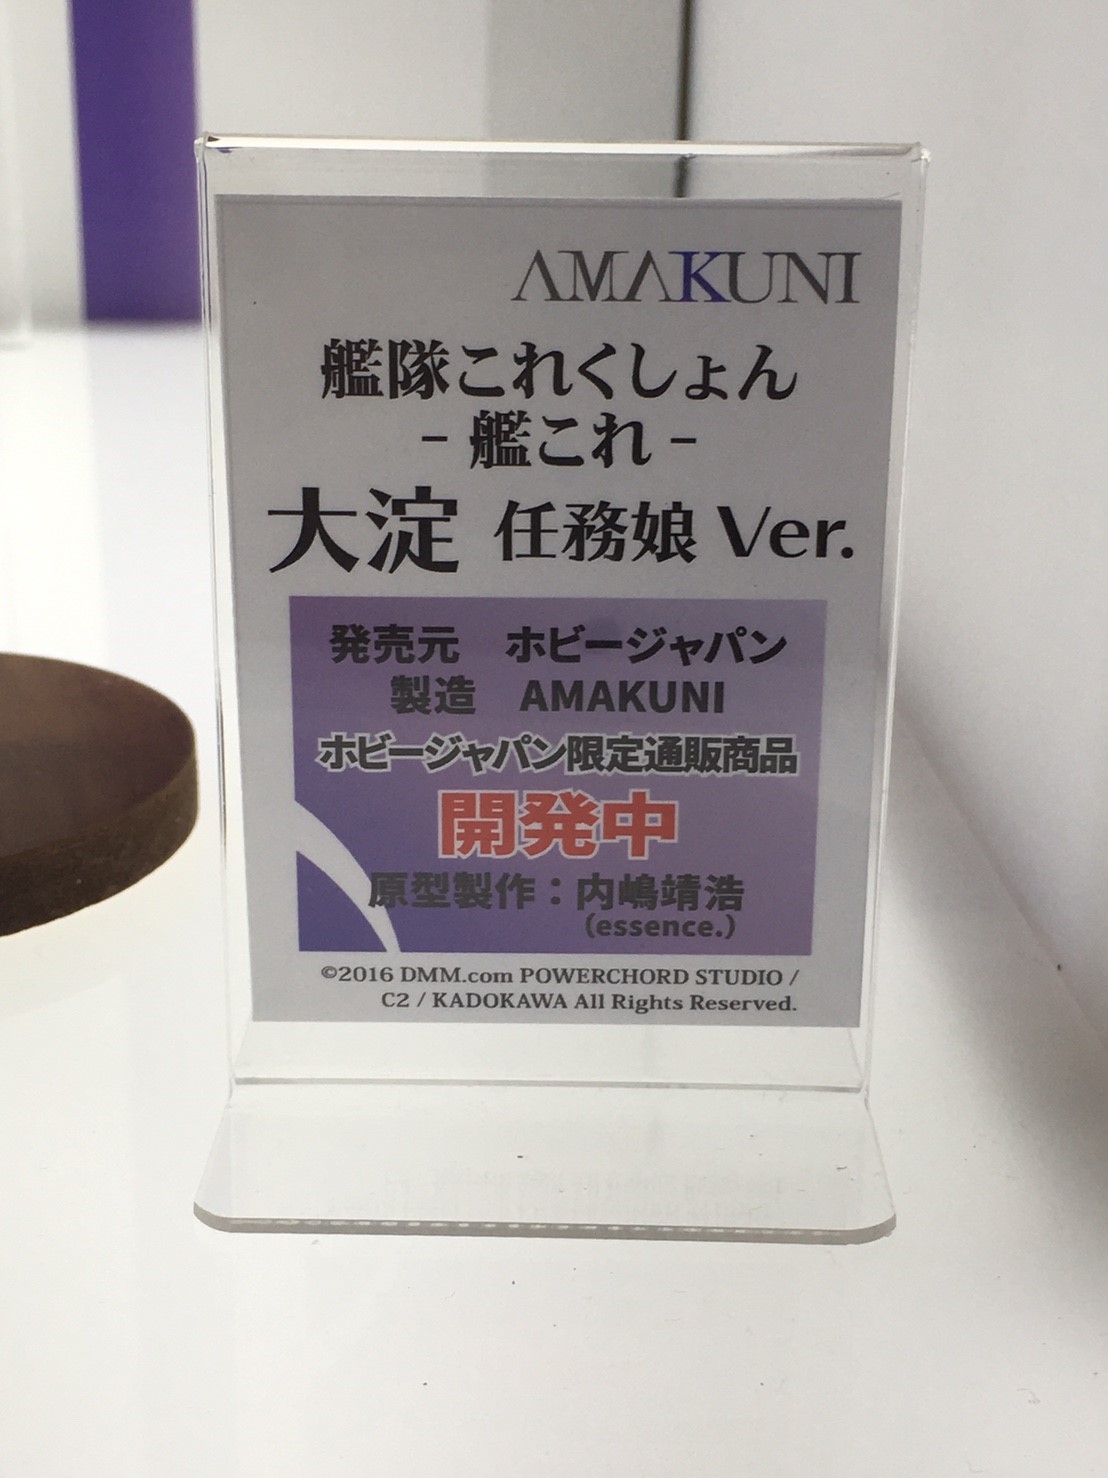 AMAKUNI
艦隊これくしょん
- 艦これ -
大淀 任務娘 Ver.
発売元　ホビージャパン
製造　AMAKUNI
ホビージャパン限定通販商品
開発中
原型製作：内嶋靖浩
(essence.)
©2016 DMM.com POWERCHORD STUDIO /
C2 / KADOKAWA All Rights Reserved.